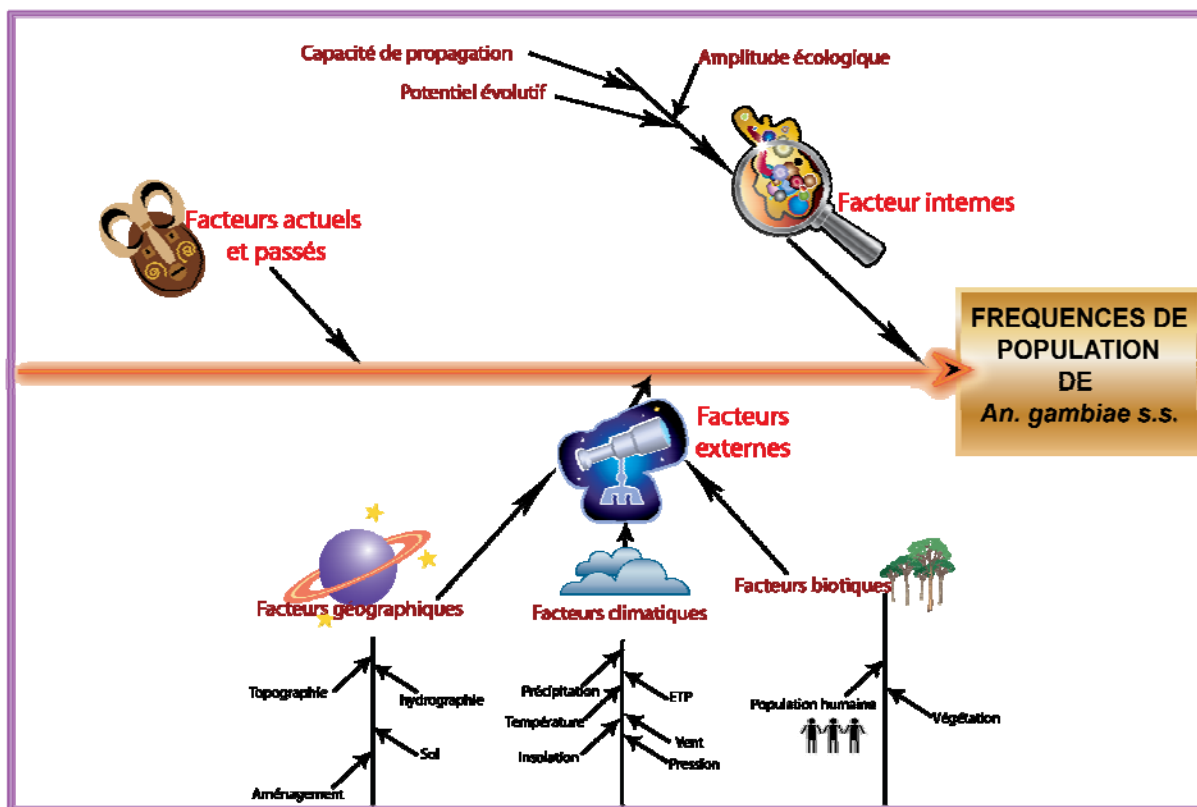 Capacité de propagation
Amplitude écologique
Potentiel évolutif
Facteur internes
Facteurs actuels
et passés
FREQUENCES DE
POPULATION
DE
An. gambiae s.s.
Facteurs
externes
Facteurs géographiques
Facteurs climatiques
Facteurs biotiques
Topographie
hydrographie
Sol
Aménagement
Précipitation
ETP
Température
Vent
Insolation
Pression
Population humaine
Végétation